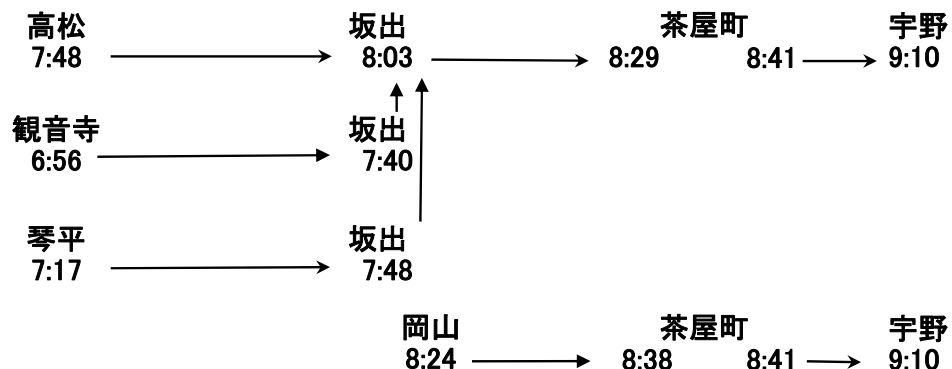 高松 坂出 茶屋町 宇野
7:48 8:03 8:29 8:41 9:10
観音寺 坂出
6:56 7:40
琴平 坂出
7:17 7:48
岡山 茶屋町 宇野
8:24 8:38 8:41 9:10